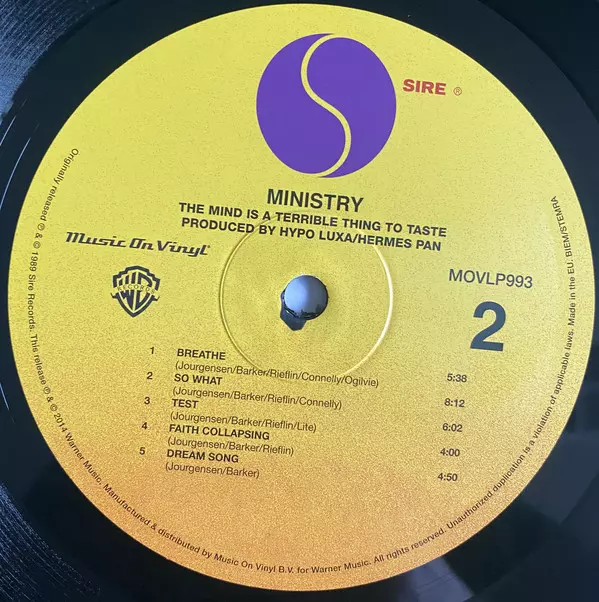 SIRE ®
MINISTRY
THE MIND IS A TERRIBLE THING TO TASTE
PRODUCED BY HYPO LUXA/HERMES PAN
Music On Vinyl®
WB
RECORDS
MOVLP993
2
1 BREATHE
(Jourgensen/Barker/Rieflin/Connelly/Ogilvie) 5:38
2 SO WHAT
(Jourgensen/Barker/Rieflin/Connelly) 8:12
3 TEST
(Jourgensen/Barker/Rieflin/Lite) 6:02
4 FAITH COLLAPSING
(Jourgensen/Barker/Rieflin) 4:00
5 DREAM SONG
(Jourgensen/Barker) 4:50
Originally released ℗ & © 1989 Sire Records. This release ℗ & © 2014 Warner Music. Manufactured & distributed by Music On Vinyl B.V. for Warner Music. All rights reserved. Unauthorized duplication is a violation of applicable laws. Made in the EU. BIEM/STEMRA